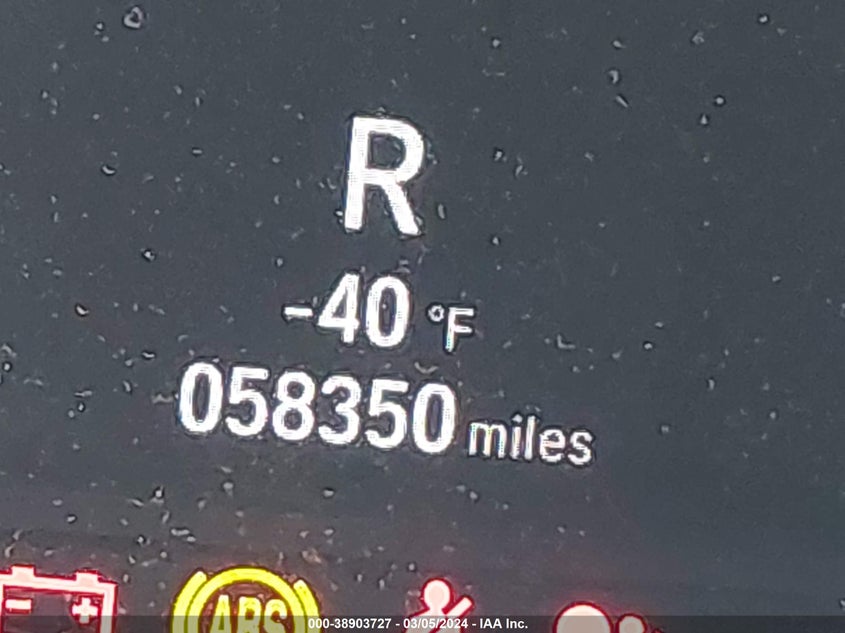 R
-40 °F
058350 miles
ABS
000-38903727 - 03/05/2024 - IAA Inc.